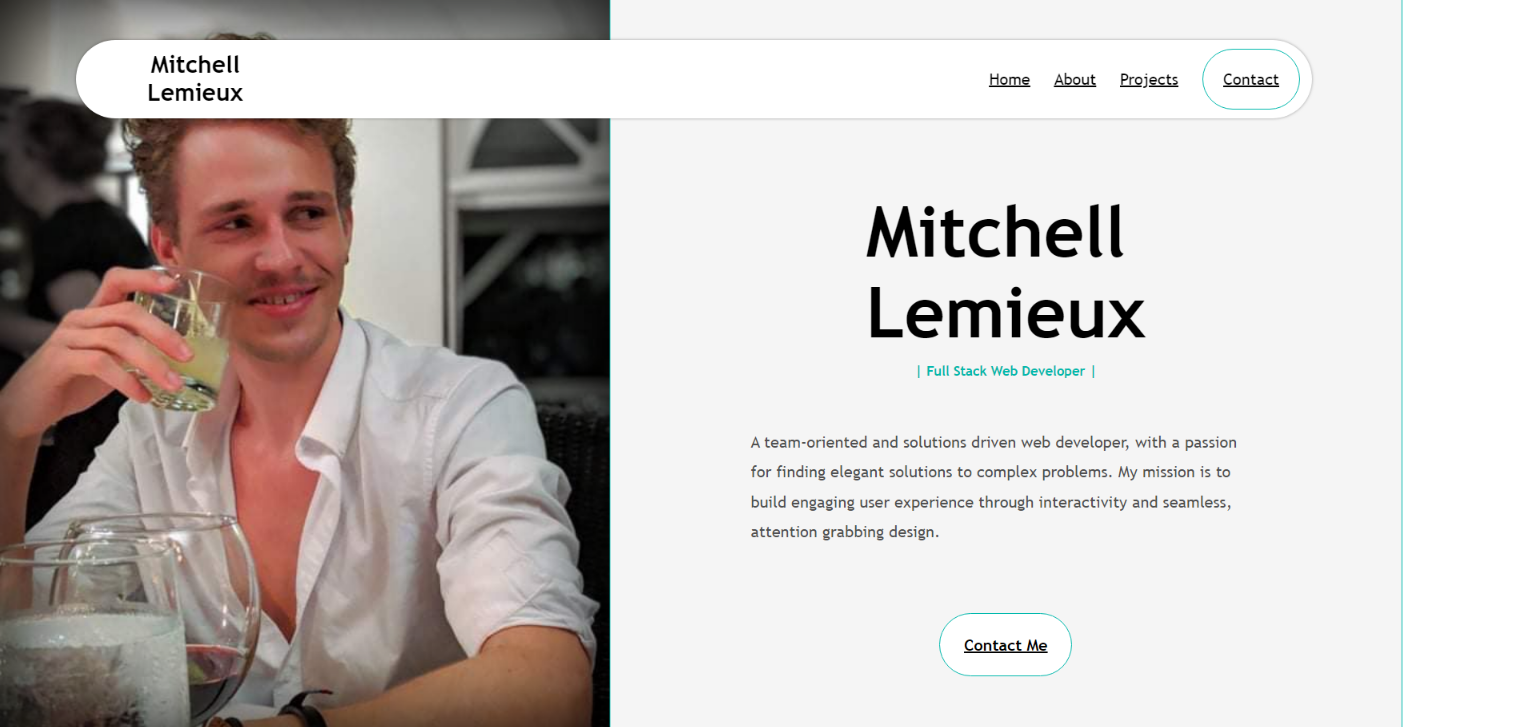 Mitchell
Lemieux
Home About Projects Contact
Mitchell
Lemieux
| Full Stack Web Developer |
A team-oriented and solutions driven web developer, with a passion
for finding elegant solutions to complex problems. My mission is to
build engaging user experience through interactivity and seamless,
attention grabbing design.
Contact Me